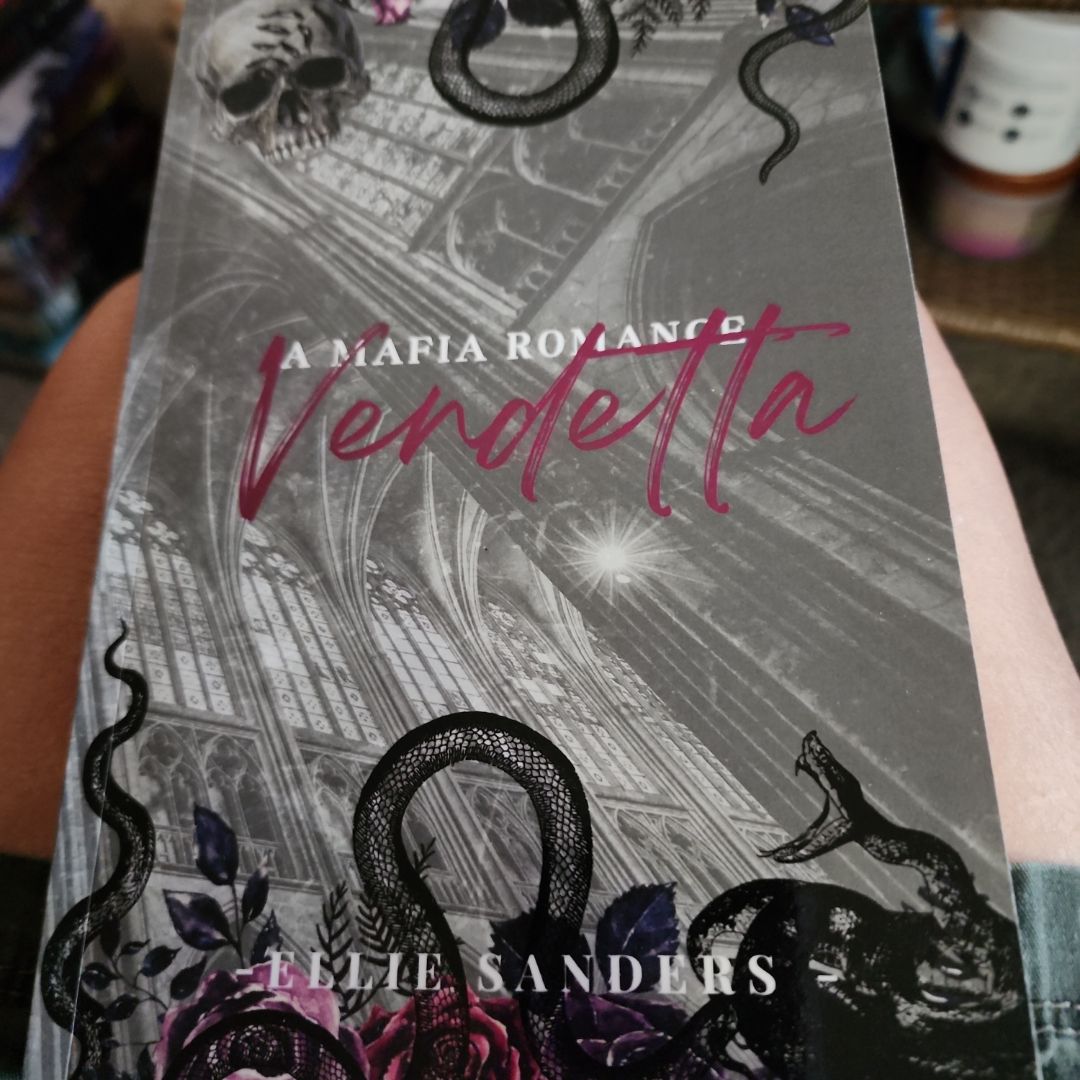 A MAFIA ROMANCE
Vendetta
-ELLIE SANDERS -